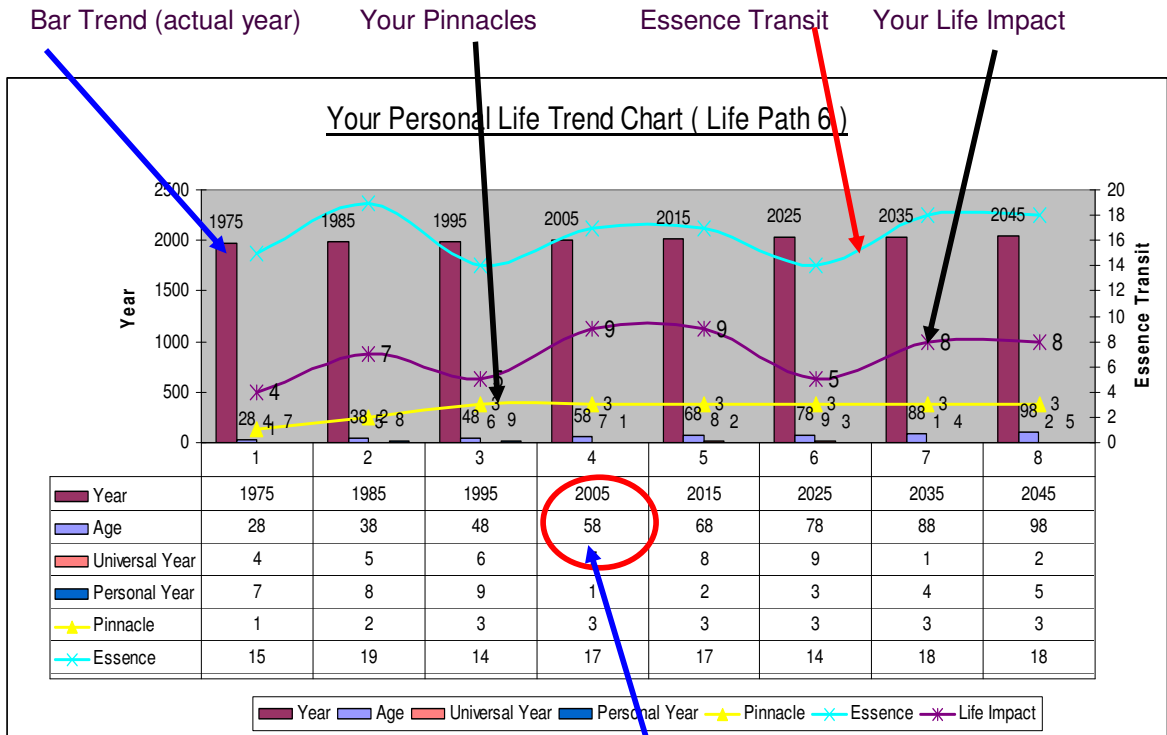 Bar Trend (actual year) Your Pinnacles Essence Transit Your Life Impact
Your Personal Life Trend Chart ( Life Path 6 )
Year
Essence Transit
2500
2000
1500
1000
500
0
20
18
16
14
12
10
8
6
4
2
0
1975 1985 1995 2005 2015 2025 2035 2045
4 7 5 9 9 5 8 8
3 3 3 3 3 3
28 4 1 7 38 2 5 8 48 6 9 58 7 1 68 8 2 78 9 3 88 1 4 98 2 5
1 2 3 4 5 6 7 8
Year 1975 1985 1995 2005 2015 2025 2035 2045
Age 28 38 48 58 68 78 88 98
Universal Year 4 5 6 8 9 1 2
Personal Year 7 8 9 1 2 3 4 5
Pinnacle 1 2 3 3 3 3 3 3
Essence 15 19 14 17 17 14 18 18
Year Age Universal Year Personal Year Pinnacle Essence Life Impact